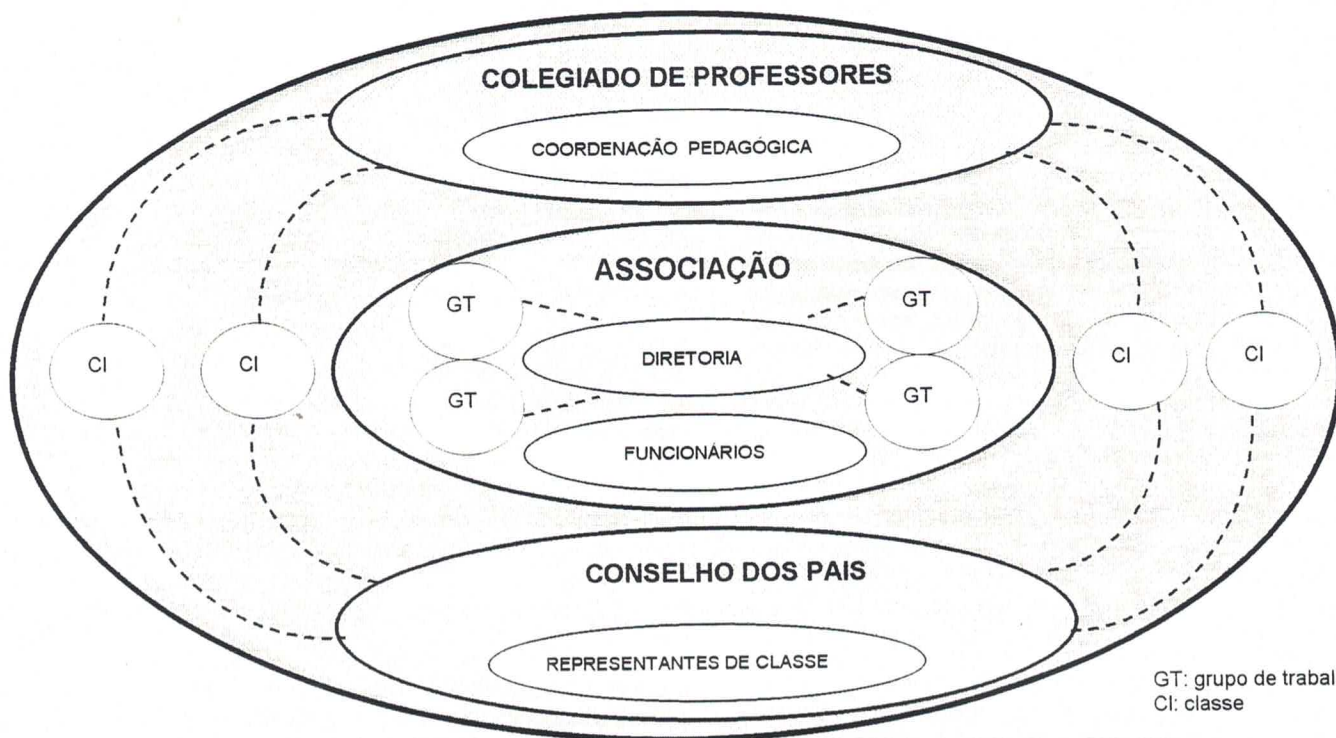 COLEGIADO DE PROFESSORES
COORDENAÇÃO PEDAGÓGICA
ASSOCIAÇÃO
GT
GT
DIRETORIA
CI
CI
CI
CI
GT
GT
FUNCIONÁRIOS
CONSELHO DOS PAIS
REPRESENTANTES DE CLASSE
GT: grupo de trabal
CI: classe